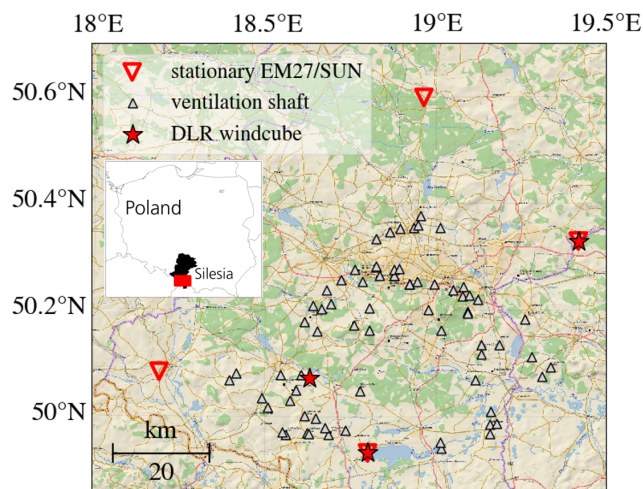 18°E 18.5°E 19°E 19.5°E
50.6°N
50.4°N
50.2°N
50°N
stationary EM27/SUN
ventilation shaft
DLR windcube
Poland
Silesia
km
20